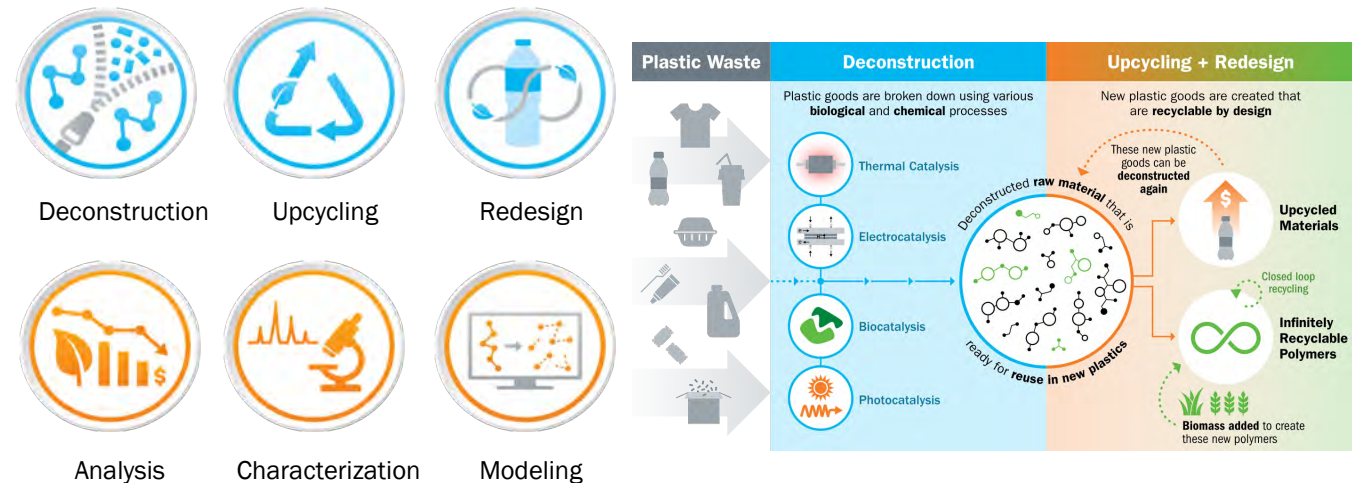 Deconstruction
Upcycling
Redesign
$
Analysis
Characterization
Modeling
Plastic Waste
Deconstruction
Upcycling + Redesign
Plastic goods are broken down using various
biological and chemical processes
New plastic goods are created that
are recyclable by design
Thermal Catalysis
Electrocatalysis
Biocatalysis
Photocatalysis
Deconstructed raw material that is
ready for reuse in new plastics
These new plastic
goods can be
deconstructed
again
$
Upcycled
Materials
Closed loop
recycling
Infinitely
Recyclable
Polymers
Biomass added to create
these new polymers